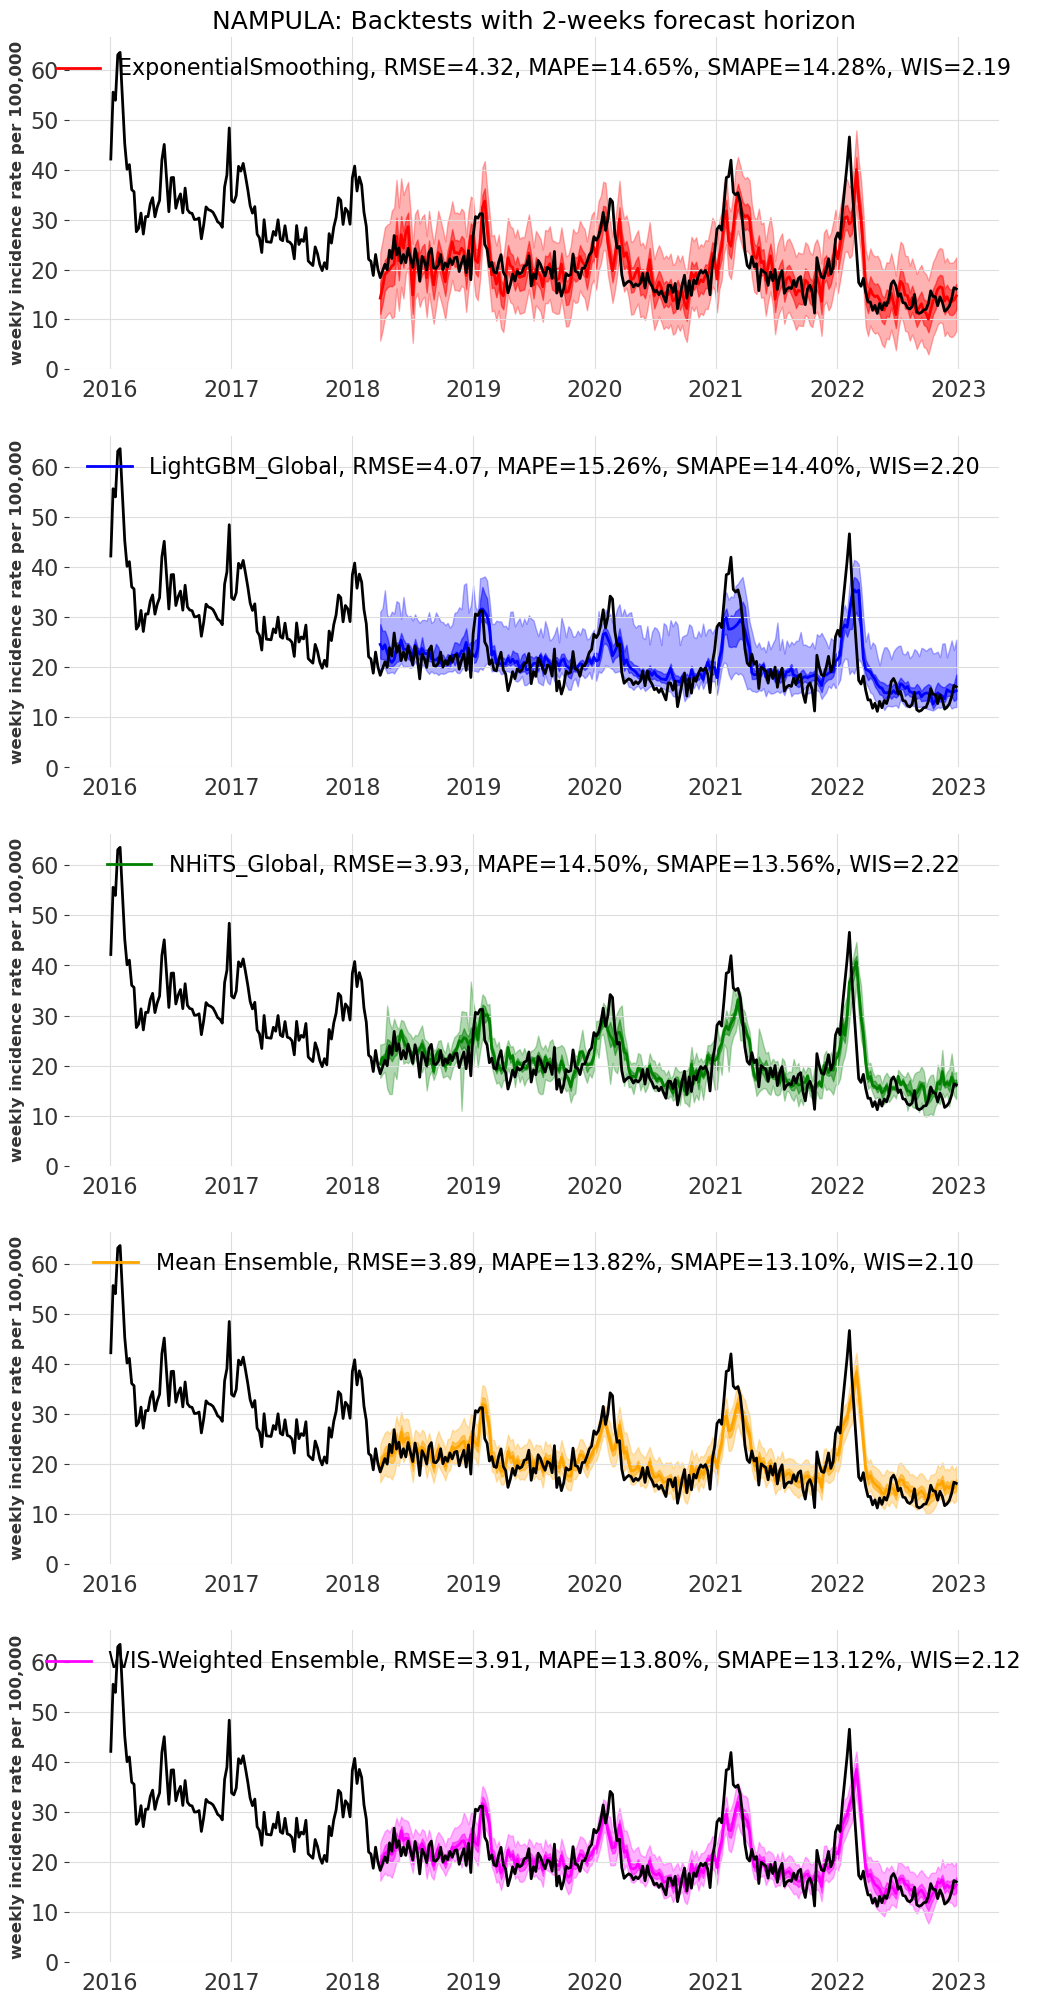 NAMPULA: Backtests with 2-weeks forecast horizon
weekly incidence rate per 100,000
ExponentialSmoothing, RMSE=4.32, MAPE=14.65%, SMAPE=14.28%, WIS=2.19
60
50
40
30
20
10
0
2016 2017 2018 2019 2020 2021 2022 2023
weekly incidence rate per 100,000
LightGBM_Global, RMSE=4.07, MAPE=15.26%, SMAPE=14.40%, WIS=2.20
60
50
40
30
20
10
0
2016 2017 2018 2019 2020 2021 2022 2023
weekly incidence rate per 100,000
NHiTS_Global, RMSE=3.93, MAPE=14.50%, SMAPE=13.56%, WIS=2.22
60
50
40
30
20
10
0
2016 2017 2018 2019 2020 2021 2022 2023
weekly incidence rate per 100,000
Mean Ensemble, RMSE=3.89, MAPE=13.82%, SMAPE=13.10%, WIS=2.10
60
50
40
30
20
10
0
2016 2017 2018 2019 2020 2021 2022 2023
weekly incidence rate per 100,000
WIS-Weighted Ensemble, RMSE=3.91, MAPE=13.80%, SMAPE=13.12%, WIS=2.12
60
50
40
30
20
10
0
2016 2017 2018 2019 2020 2021 2022 2023